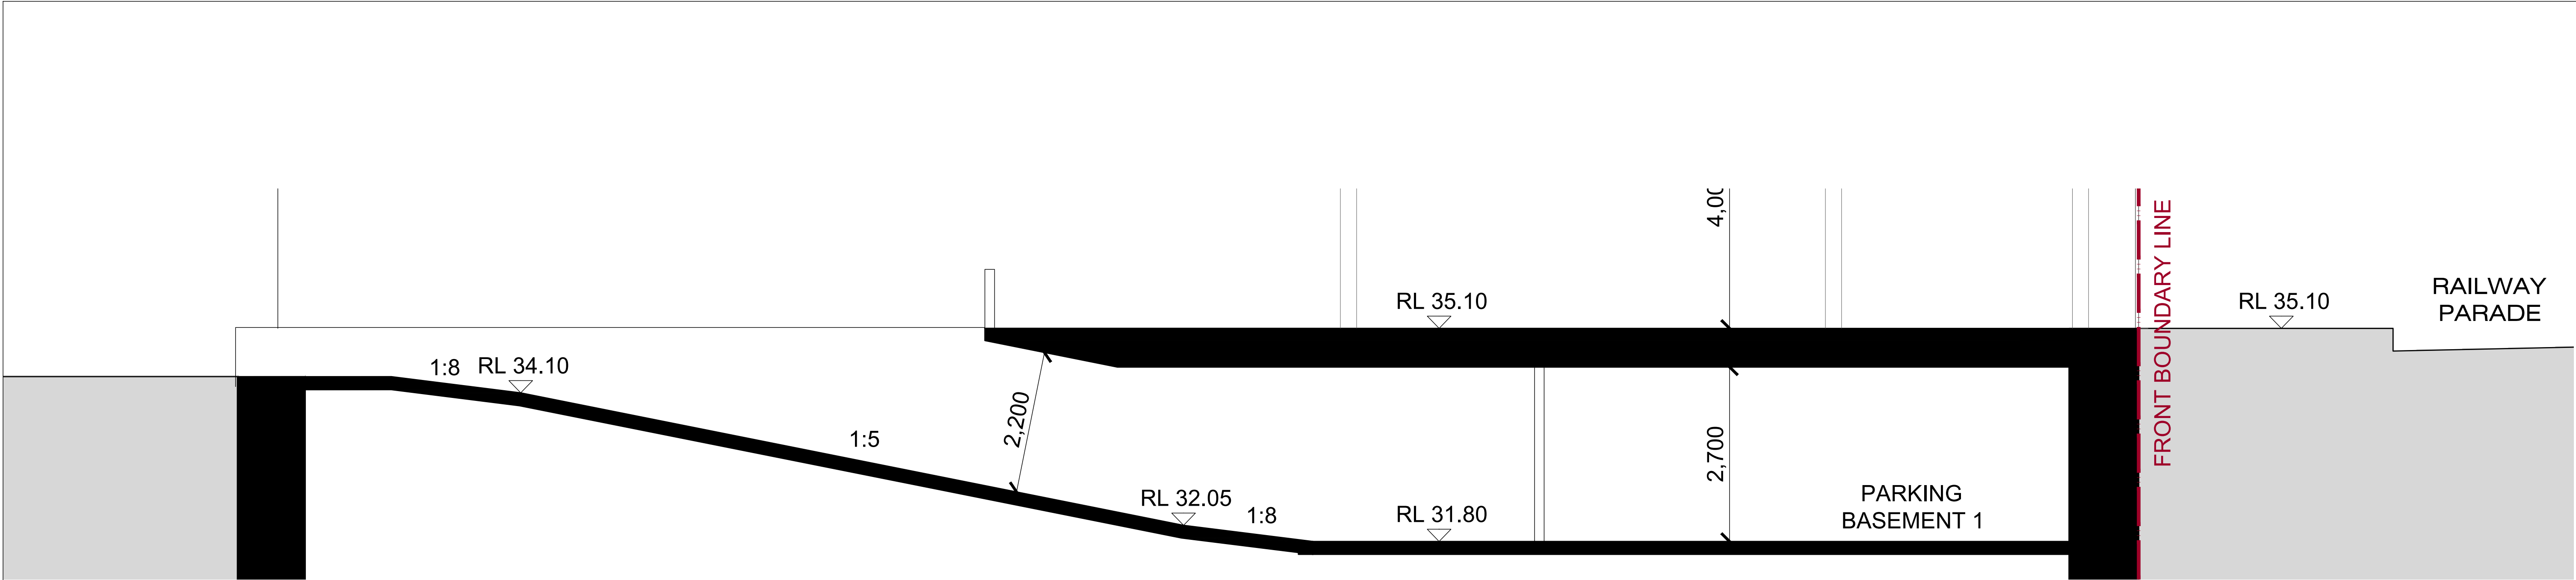 4,00
FRONT BOUNDARY LINE
RAILWAY
PARADE
RL 35.10
RL 35.10
1:8
RL 34.10
1:5
2,200
2,700
RL 32.05
1:8
RL 31.80
PARKING
BASEMENT 1